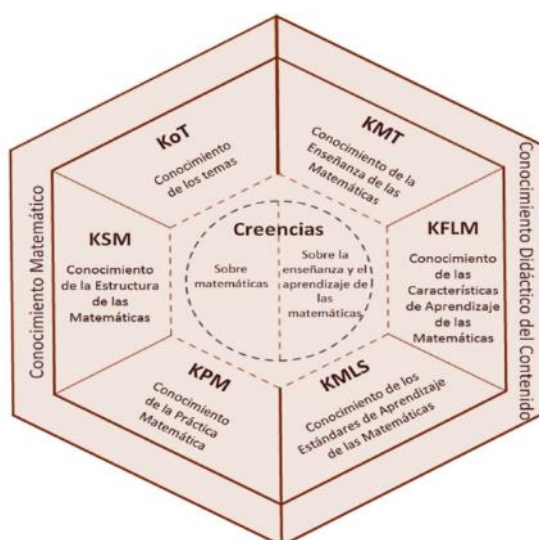 KoT
Conocimiento
de los temas
KMT
Conocimiento de la
Enseñanza de las
Matemáticas
Conocimiento Matemático
KSM
Conocimiento
de la Estructura
de las
Matemáticas
Creencias
Sobre
matemáticas
Sobre la
enseñanza y el
aprendizaje de
las
matemáticas
KFLM
Conocimiento
de las
Características
de Aprendizaje
de las
Matemáticas
Conocimiento Didáctico del Contenido
KPM
Conocimiento
de la Práctica
Matemática
KMLS
Conocimiento de los
Estándares de Aprendizaje
de las Matemáticas